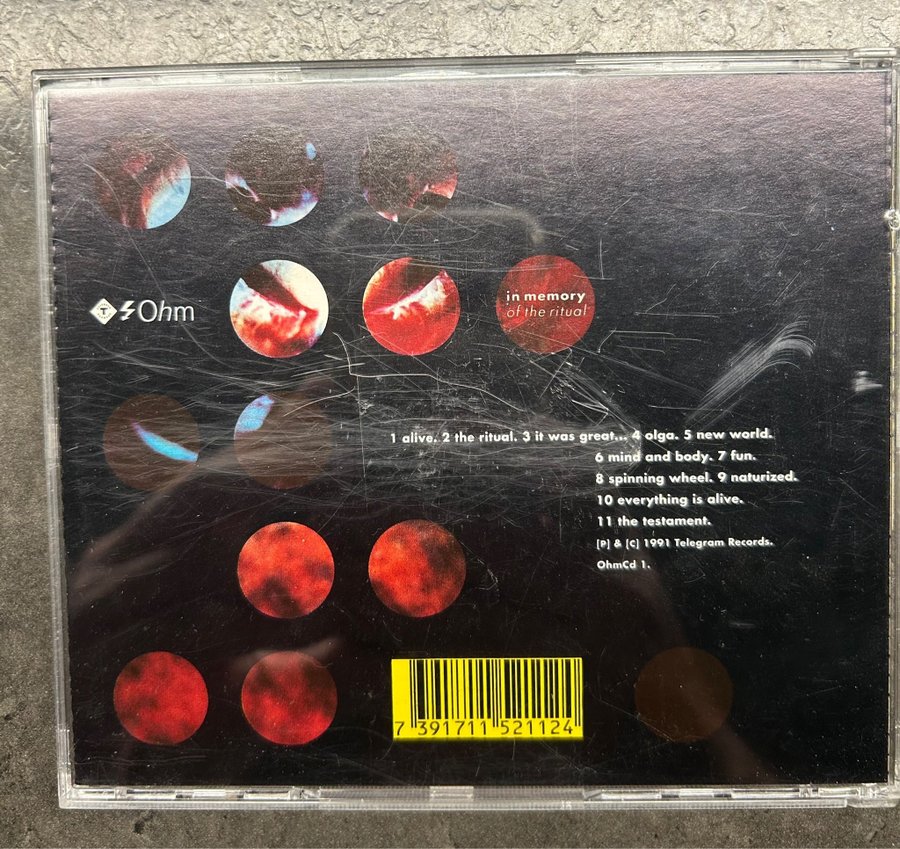 in memory
of the ritual
T Ohm
1 alive. 2 the ritual. 3 it was great... 4 olga. 5 new world.
6 mind and body. 7 fun.
8 spinning wheel. 9 naturized.
10 everything is alive.
11 the testament.
[P] & [C] 1991 Telegram Records.
OhmCd 1.
7 391711 521124